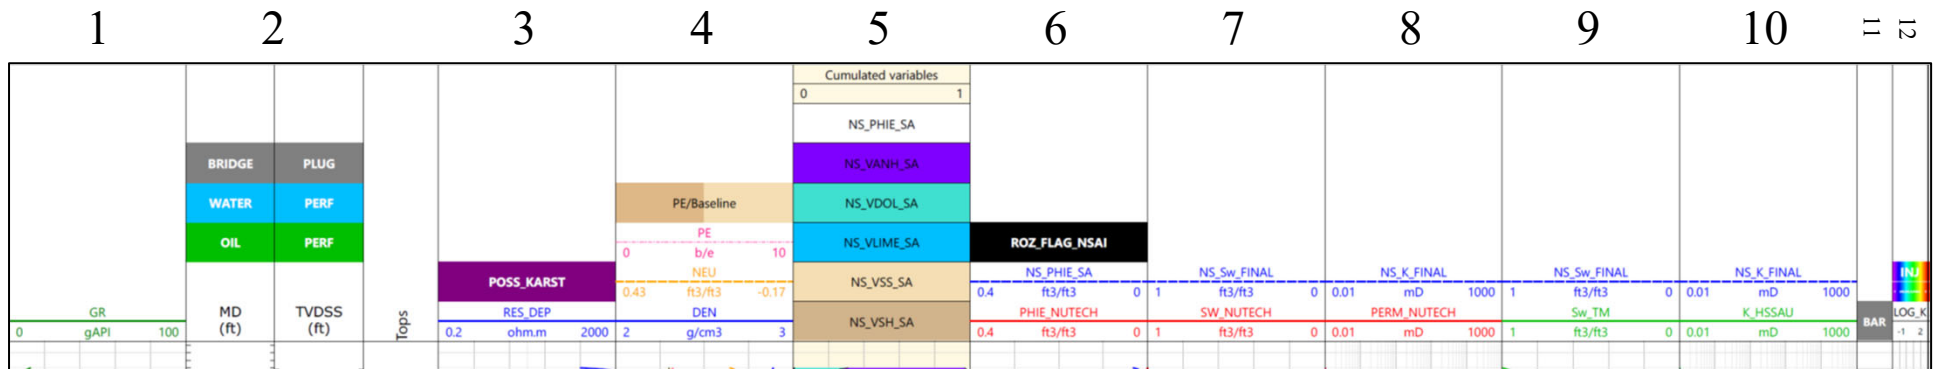 1 2 3 4 5 6 7 8 9 10 11 12
Cumulated variables
0 1
NS_PHIE_SA
BRIDGE PLUG NS_VANH_SA
WATER PERF PE/Baseline NS_VDOL_SA
OIL PERF PE NS_VLIME_SA ROZ_FLAG_NSAI
0 b/e 10
POSS_KARST NEU NS_VSS_SA NS_PHIE_SA NS_Sw_FINAL NS_K_FINAL NS_Sw_FINAL NS_K_FINAL INJ
0.43 ft3/ft3 -0.17 0.4 ft3/ft3 0 1 ft3/ft3 0 0.01 mD 1000 1 ft3/ft3 0 0.01 mD 1000
GR MD TVDSS Tops RES_DEP DEN NS_VSH_SA PHIE_NUTECH SW_NUTECH PERM_NUTECH Sw_TM K_HSSAU BAR LOG_K
0 gAPI 100 (ft) (ft) 0.2 ohm.m 2000 2 g/cm3 3 0.4 ft3/ft3 0 1 ft3/ft3 0 0.01 mD 1000 1 ft3/ft3 0 0.01 mD 1000 -1 2